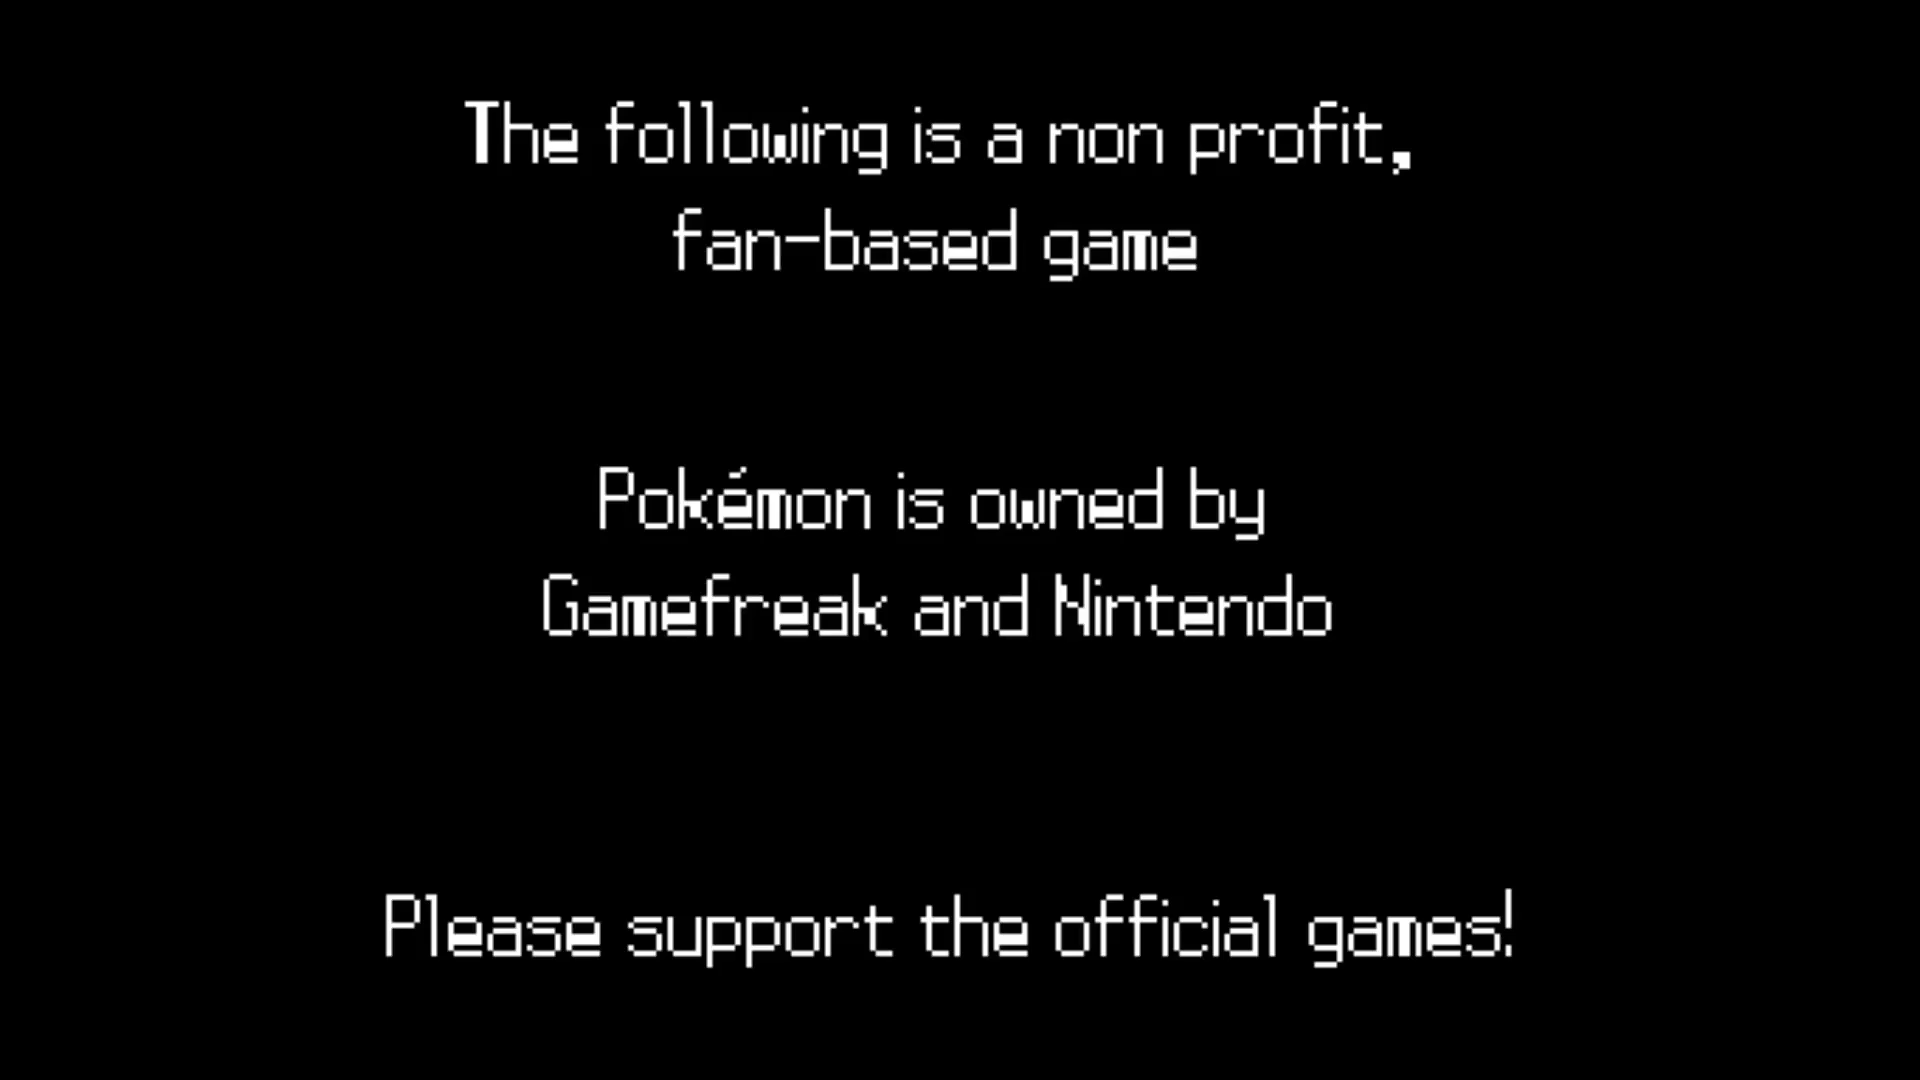 The following is a non profit,
fan-based game
Pokémon is owned by
Gamefreak and Nintendo
Please support the official games!